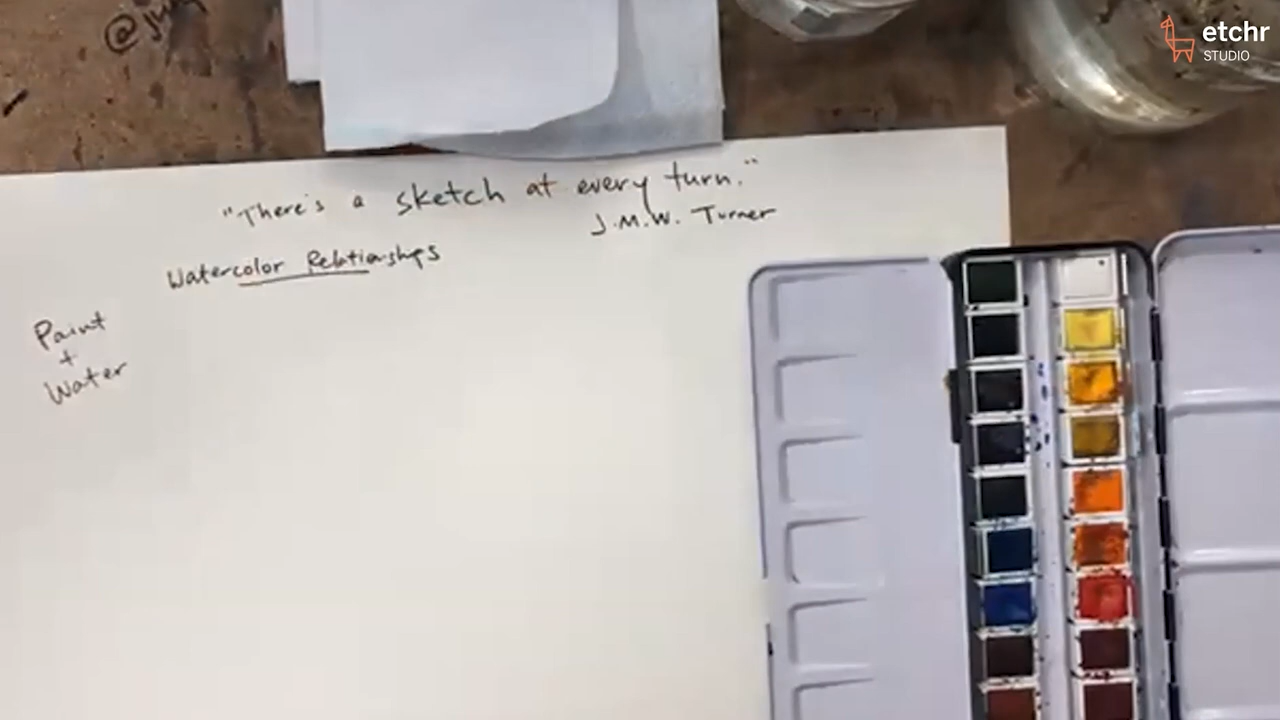 etchr
STUDIO
"There's a sketch at every turn."
J.M.W. Turner
Watercolor Relationships
Paint
+
Water